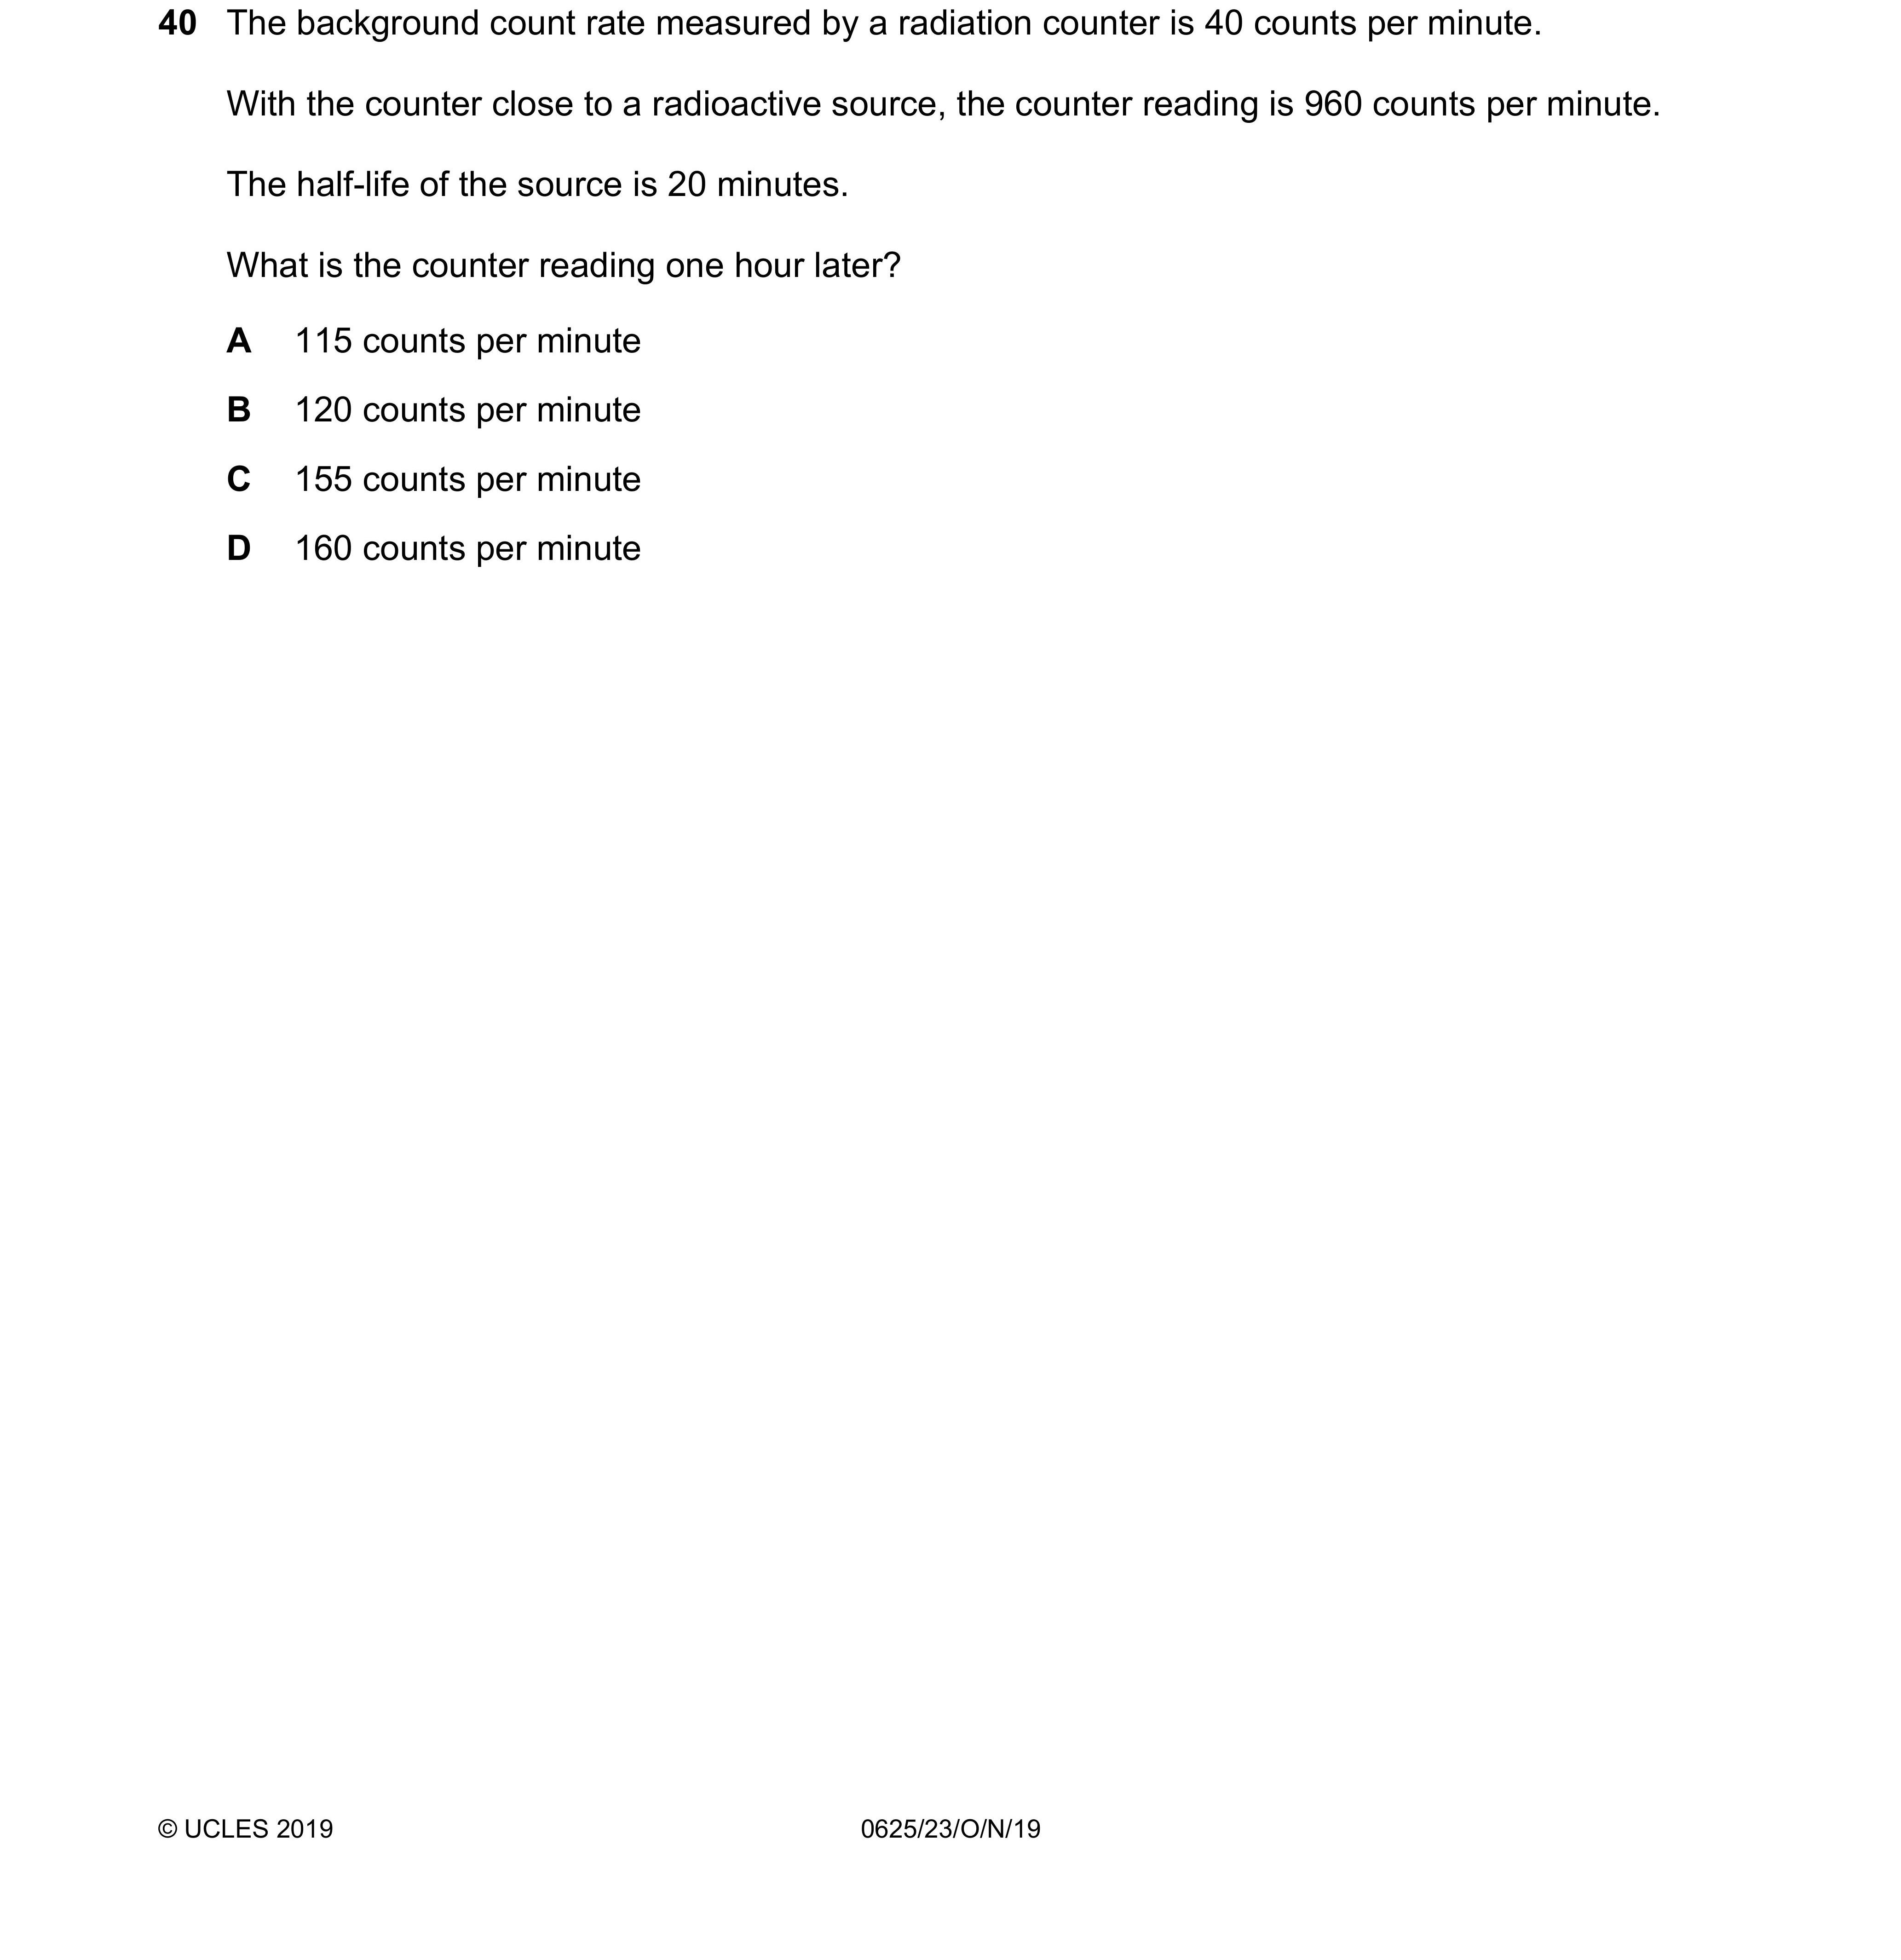 40 The background count rate measured by a radiation counter is 40 counts per minute.
With the counter close to a radioactive source, the counter reading is 960 counts per minute.
The half-life of the source is 20 minutes.
What is the counter reading one hour later?
A 115 counts per minute
B 120 counts per minute
C 155 counts per minute
D 160 counts per minute
© UCLES 2019 0625/23/O/N/19